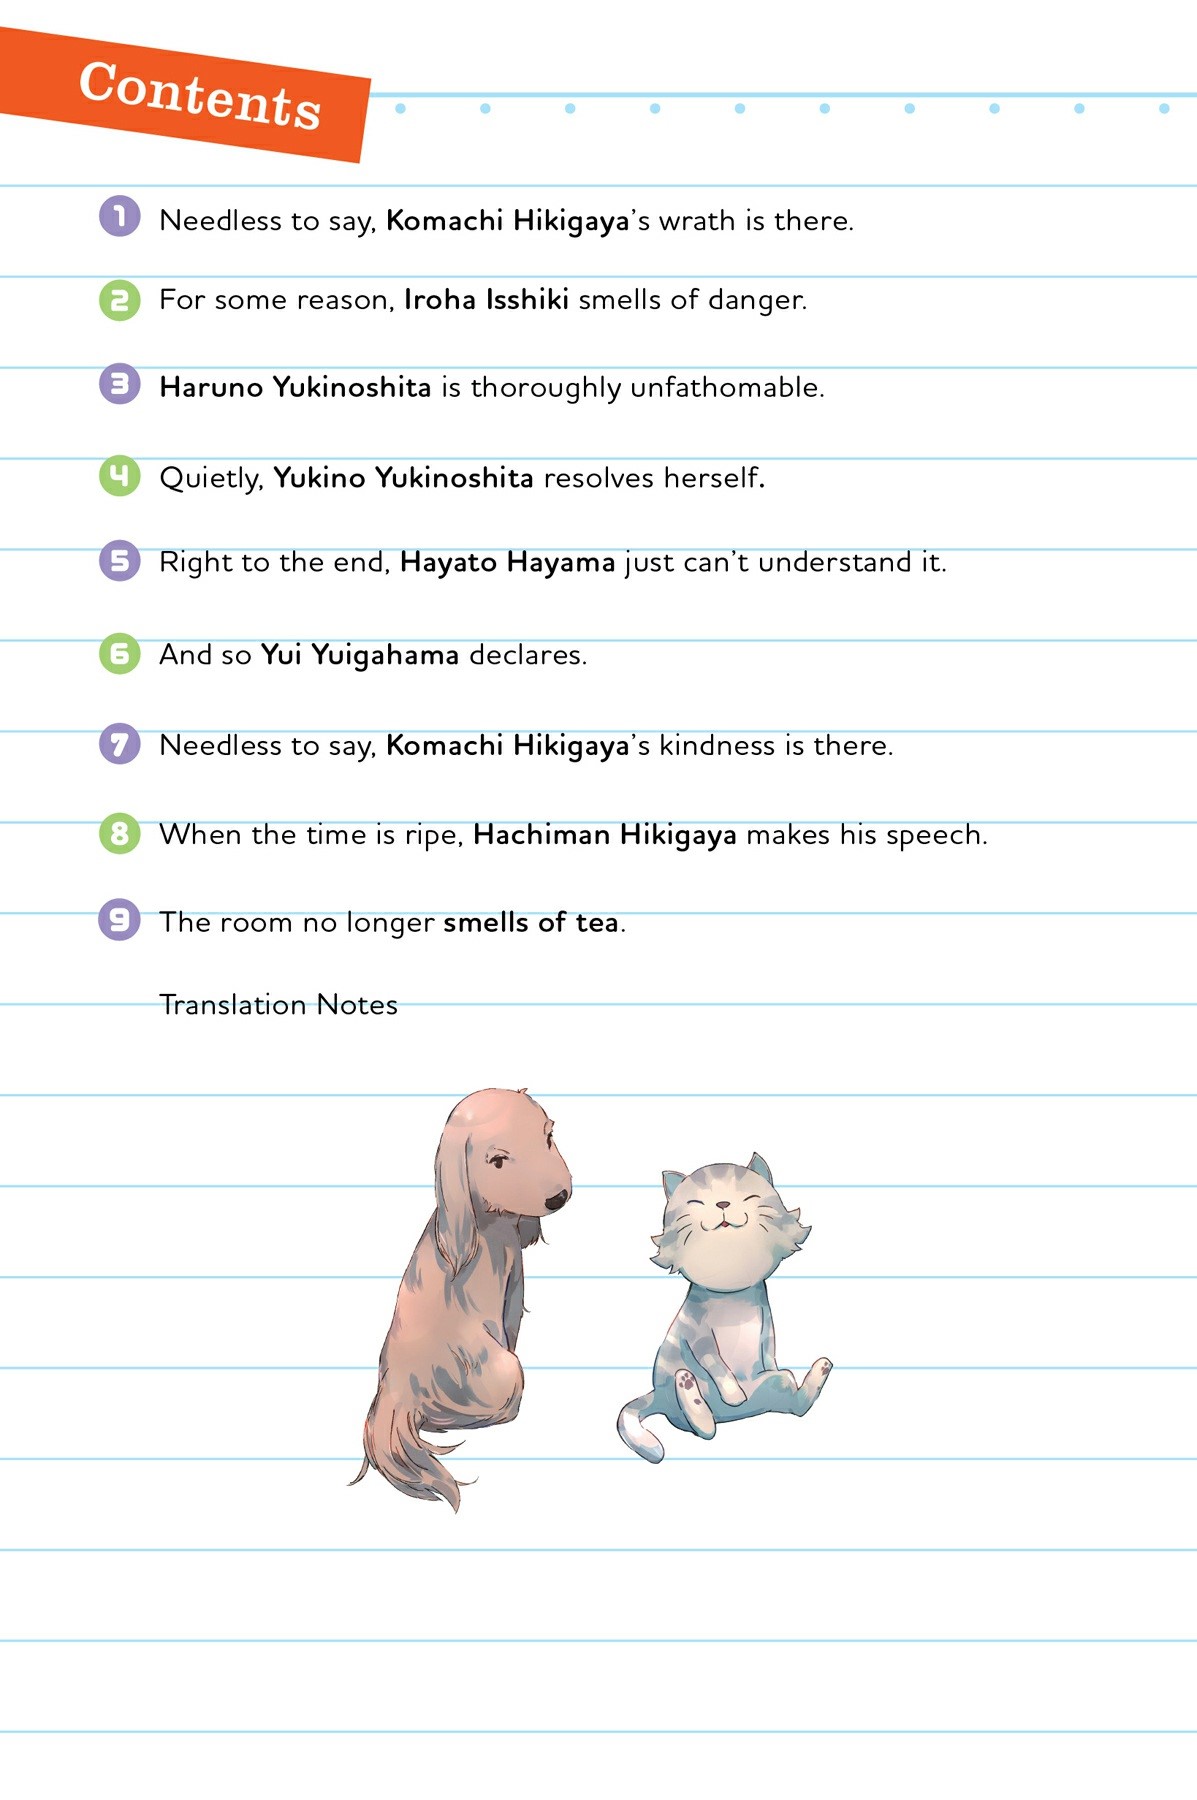 Contents
1 Needless to say, Komachi Hikigaya's wrath is there.
2 For some reason, Iroha Isshiki smells of danger.
3 Haruno Yukinoshita is thoroughly unfathomable.
4 Quietly, Yukino Yukinoshita resolves herself.
5 Right to the end, Hayato Hayama just can't understand it.
6 And so Yui Yuigahama declares.
7 Needless to say, Komachi Hikigaya's kindness is there.
8 When the time is ripe, Hachiman Hikigaya makes his speech.
9 The room no longer smells of tea.
Translation Notes